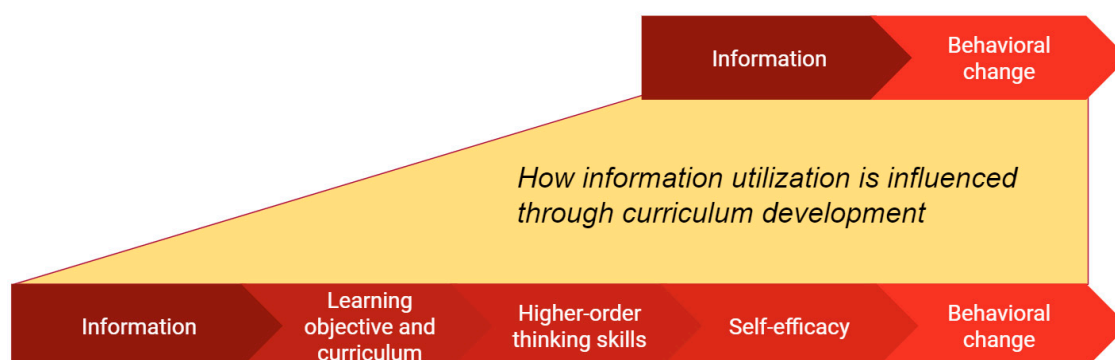 Information
Behavioral
change
How information utilization is influenced
through curriculum development
Information
Learning
objective and
curriculum
Higher-order
thinking skills
Self-efficacy
Behavioral
change